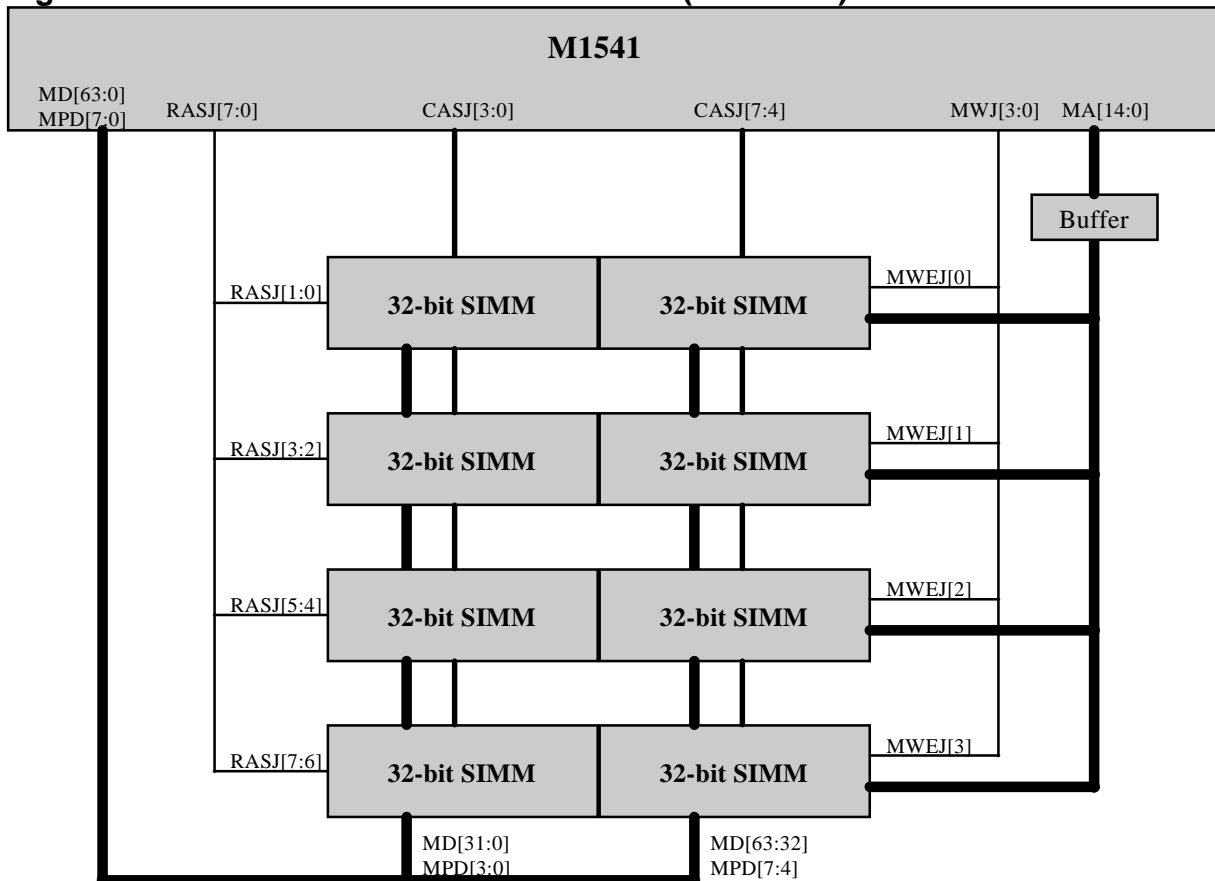 M1541
MD[63:0]
MPD[7:0]
RASJ[7:0]
CASJ[3:0]
CASJ[7:4]
MWJ[3:0]
MA[14:0]
Buffer
RASJ[1:0]
32-bit SIMM
32-bit SIMM
MWEJ[0]
RASJ[3:2]
32-bit SIMM
32-bit SIMM
MWEJ[1]
RASJ[5:4]
32-bit SIMM
32-bit SIMM
MWEJ[2]
RASJ[7:6]
32-bit SIMM
32-bit SIMM
MWEJ[3]
MD[31:0]
MPD[3:0]
MD[63:32]
MPD[7:4]